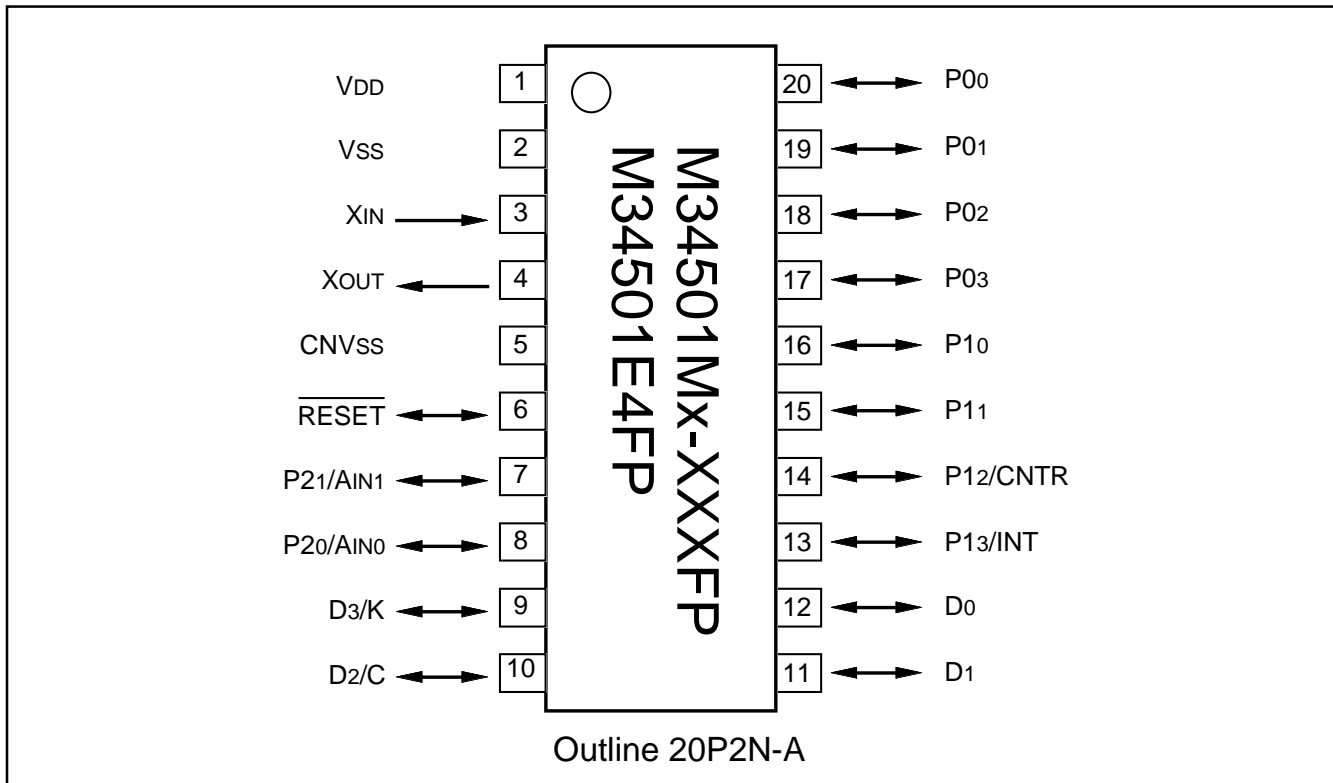 VDD 1 20 P00
VSS 2 19 P01
XIN 3 18 P02
XOUT 4 17 P03
CNVSS 5 16 P10
RESET 6 15 P11
P21/AIN1 7 14 P12/CNTR
P20/AIN0 8 13 P13/INT
D3/K 9 12 D0
D2/C 10 11 D1
M34501Mx-XXXFP
M34501E4FP
Outline 20P2N-A